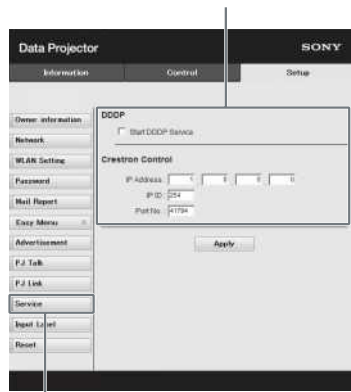 Data Projector
SONY
Information
Control
Setup
Owner information
Network
WLAN Setting
Password
Mail Report
Easy Menu
Advertisement
PJ Talk
PJ Link
Service
Input Label
Reset
DDDP
Start DDDP Service
Crestron Control
IP Address:
IP ID: 254
Port No.: 41794
Apply